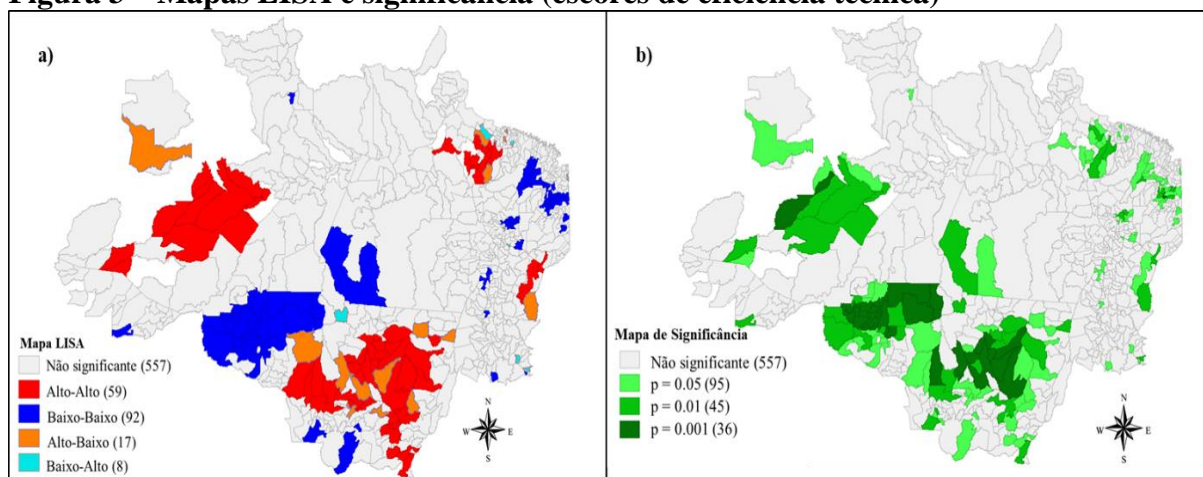 Figura 3 – Mapas LISA e significância (escores de eficiência técnica)
a)
Mapa LISA
Não significante (557)
Alto-Alto (59)
Baixo-Baixo (92)
Alto-Baixo (17)
Baixo-Alto (8)
N
W E
S
b)
Mapa de Significância
Não significante (557)
p = 0.05 (95)
p = 0.01 (45)
p = 0.001 (36)
N
W E
S